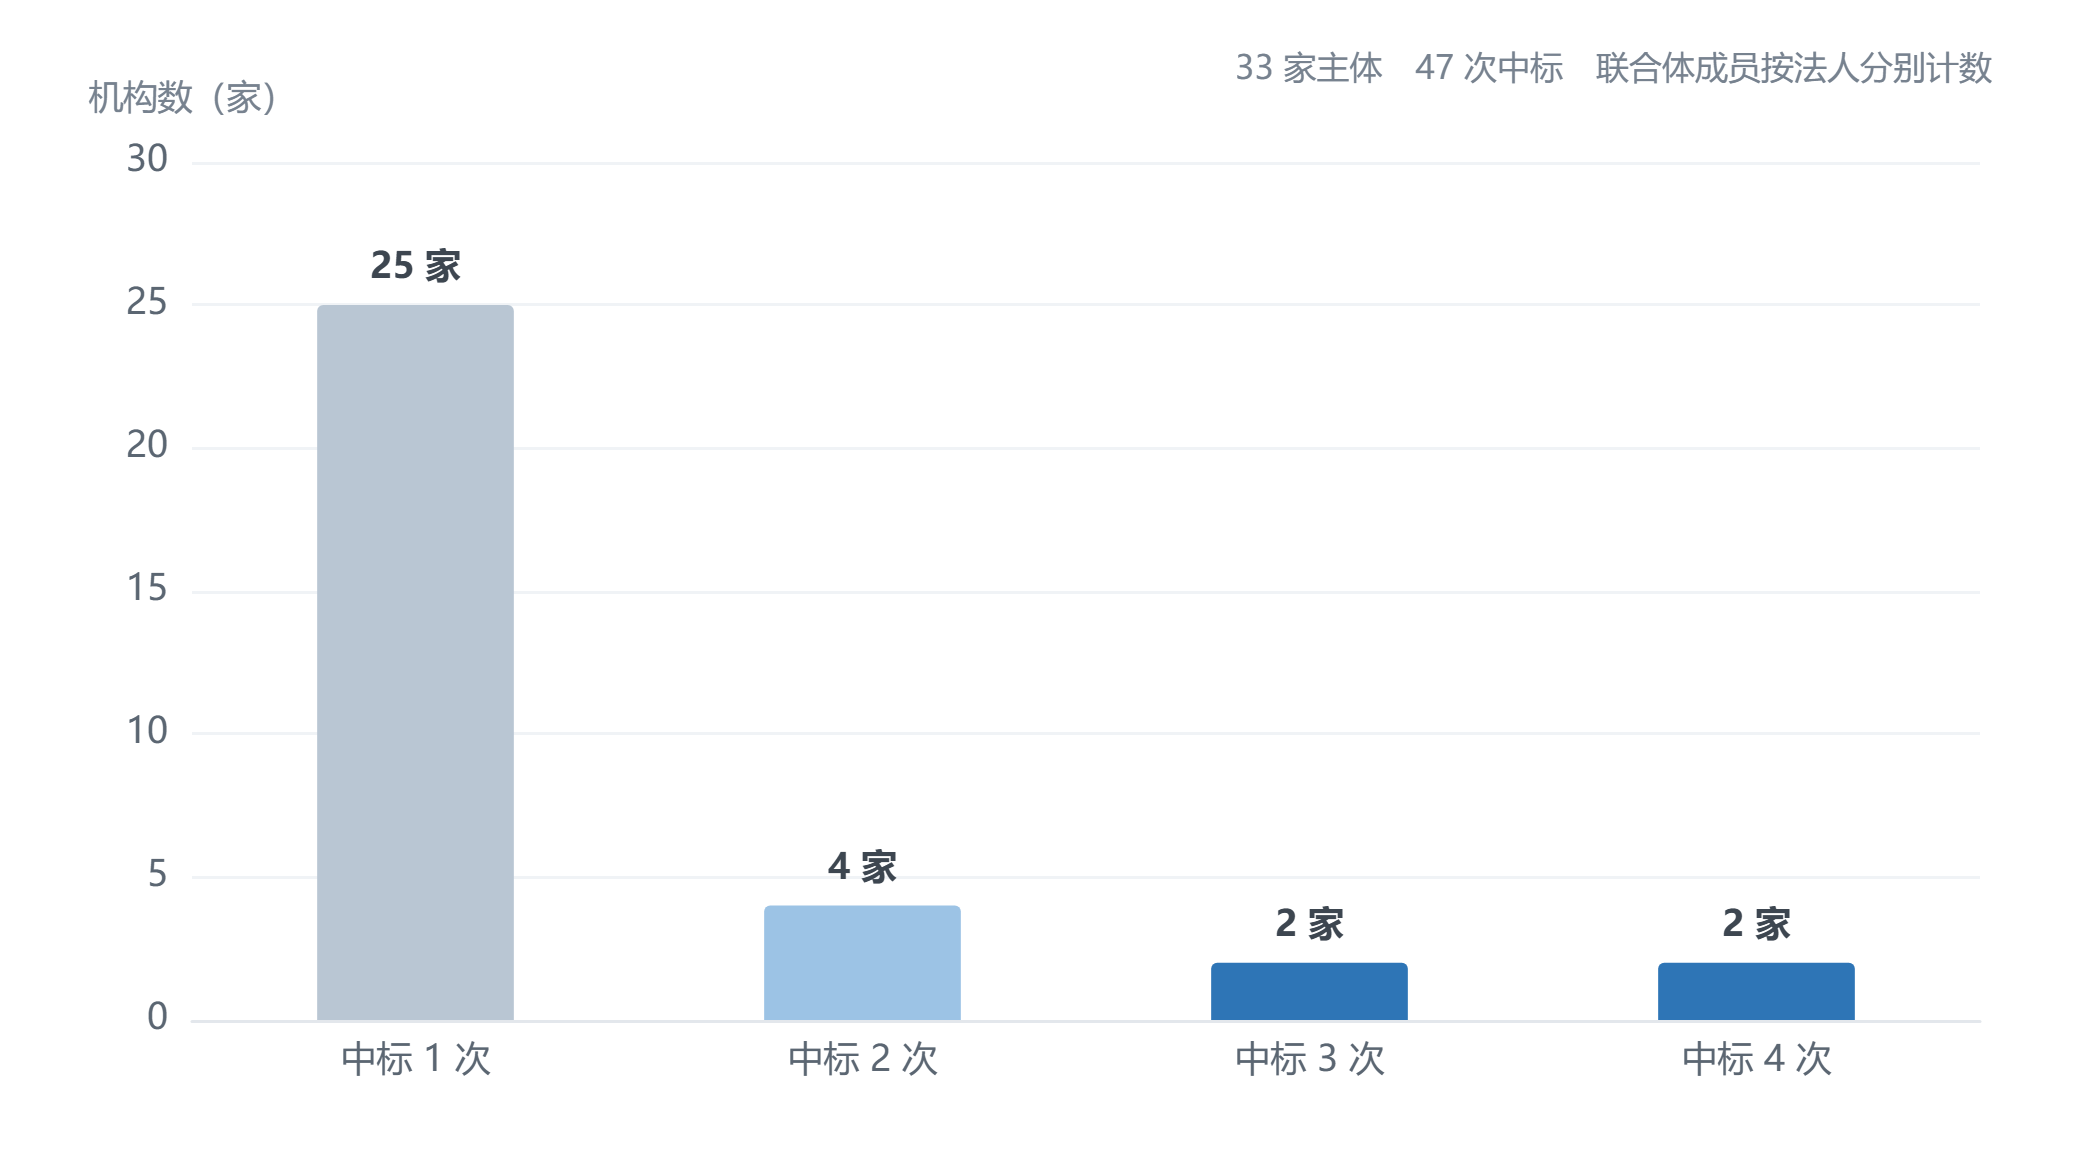 33 家主体 47 次中标 联合体成员按法人分别计数
机构数（家）
30
25 家
25
20
15
10
5
4 家
2 家
2 家
0
中标 1 次
中标 2 次
中标 3 次
中标 4 次